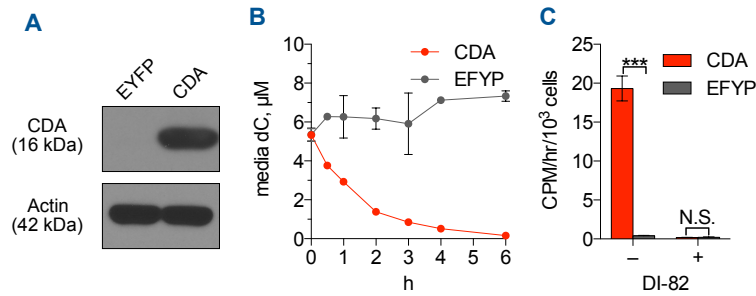 A
EYFP
CDA
CDA
(16 kDa)
Actin
(42 kDa)
B
CDA
EFYP
media dC, μM
10
8
6
4
2
0
0 1 2 3 4 5 6
h
C
CDA
EFYP
CPM/hr/10³ cells
25
20
15
10
5
0
***
N.S.
– +
DI-82